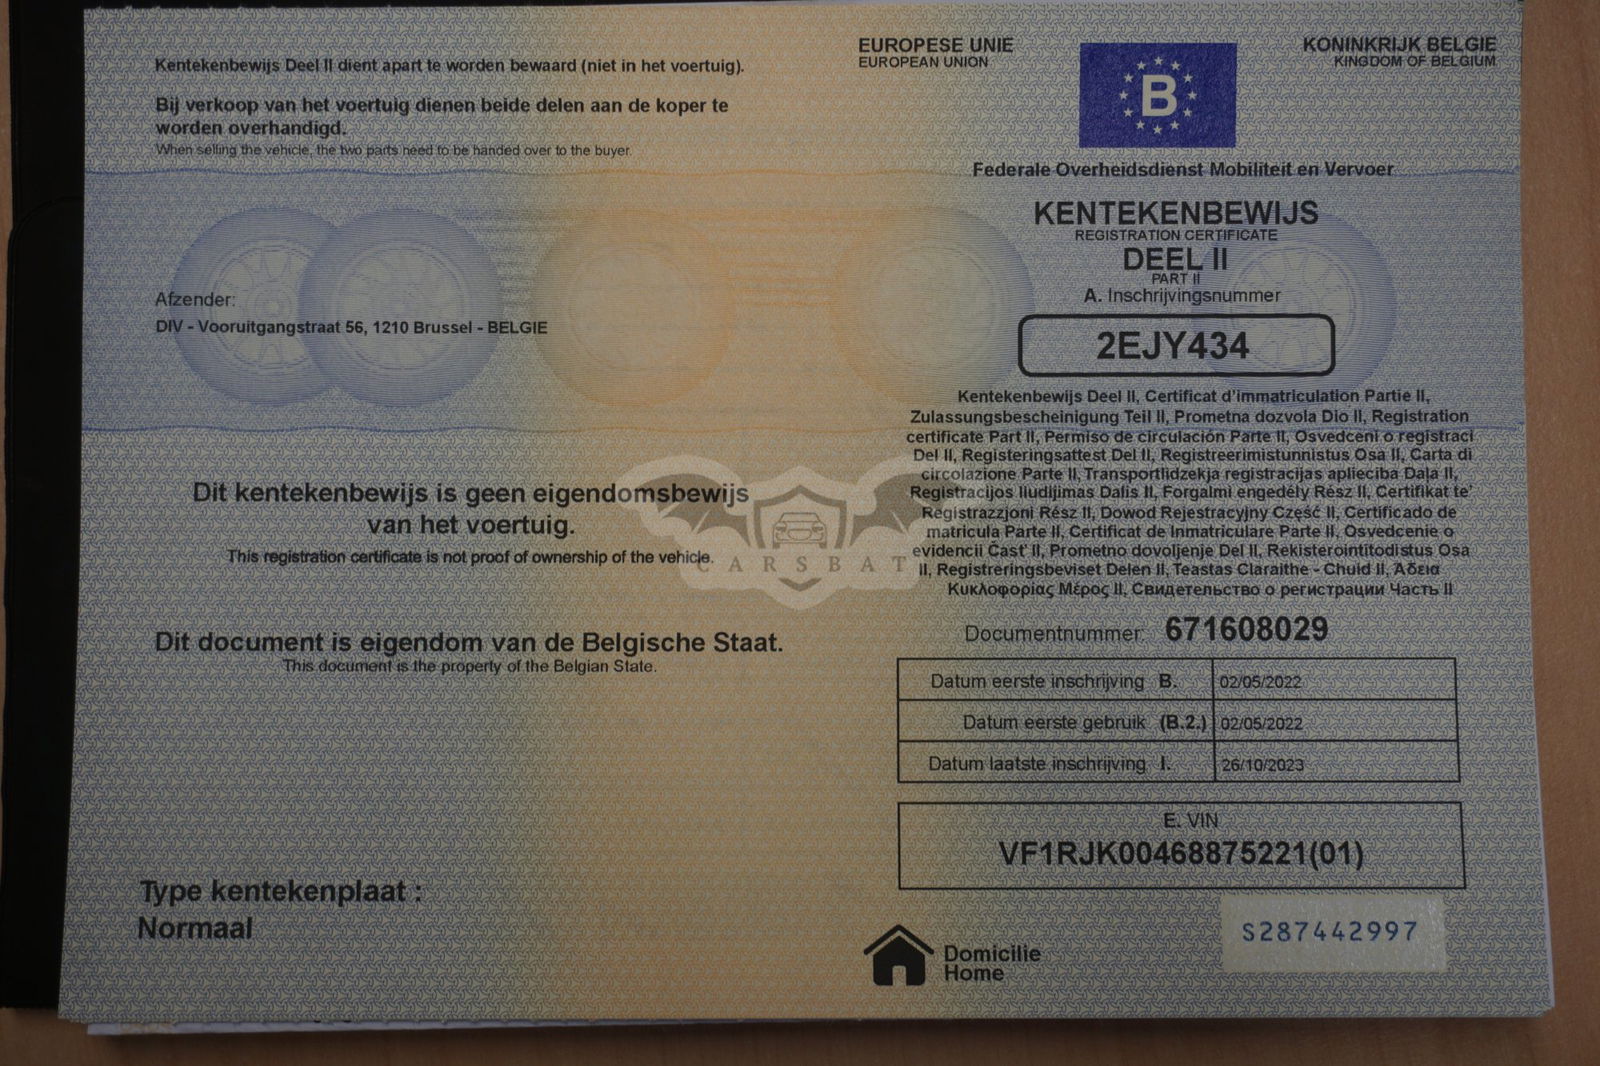 Kentekenbewijs Deel II dient apart te worden bewaard (niet in het voertuig).
Bij verkoop van het voertuig dienen beide delen aan de koper te
worden overhandigd.
When selling the vehicle, the two parts need to be handed over to the buyer.
Afzender:
DIV - Vooruitgangstraat 56, 1210 Brussel - BELGIE
Dit kentekenbewijs is geen eigendomsbewijs
van het voertuig.
This registration certificate is not proof of ownership of the vehicle.
Dit document is eigendom van de Belgische Staat.
This document is the property of the Belgian State.
Type kentekenplaat :
Normaal
CARSBAT
EUROPESE UNIE
EUROPEAN UNION
B
KONINKRIJK BELGIE
KINGDOM OF BELGIUM
Federale Overheidsdienst Mobiliteit en Vervoer
KENTEKENBEWIJS
REGISTRATION CERTIFICATE
DEEL II
PART II
A. Inschrijvingsnummer
2EJY434
Kentekenbewijs Deel II, Certificat d'immatriculation Partie II,
Zulassungsbescheinigung Teil II, Prometna dozvola Dio II, Registration
certificate Part II, Permiso de circulación Parte II, Osvedceni o registraci
Del II, Registeringsattest Del II, Registreerimistunnistus Osa II, Carta di
circolazione Parte II, Transportlidzekja registracijas aplieciba Daļa II,
Registracijos liudijimas Dalis II, Forgalmi engedély Rész II, Certifikat te'
Registrazzjoni Rész II, Dowod Rejestracyjny Część II, Certificado de
matricula Parte II, Certificat de Inmatriculare Parte II, Osvedcenie o
evidencii Časť II, Prometno dovoljenje Del II, Rekisterointitodistus Osa
II, Registreringsbeviset Delen II, Teastas Claraithe - Chuid II, Άδεια
Κυκλοφορίας Μέρος II, Свидетельство о регистрации Часть II
Documentnummer: 671608029
Datum eerste inschrijving B. 02/05/2022
Datum eerste gebruik (B.2.) 02/05/2022
Datum laatste inschrijving I. 26/10/2023
E. VIN
VF1RJK00468875221(01)
S287442997
Domicilie
Home